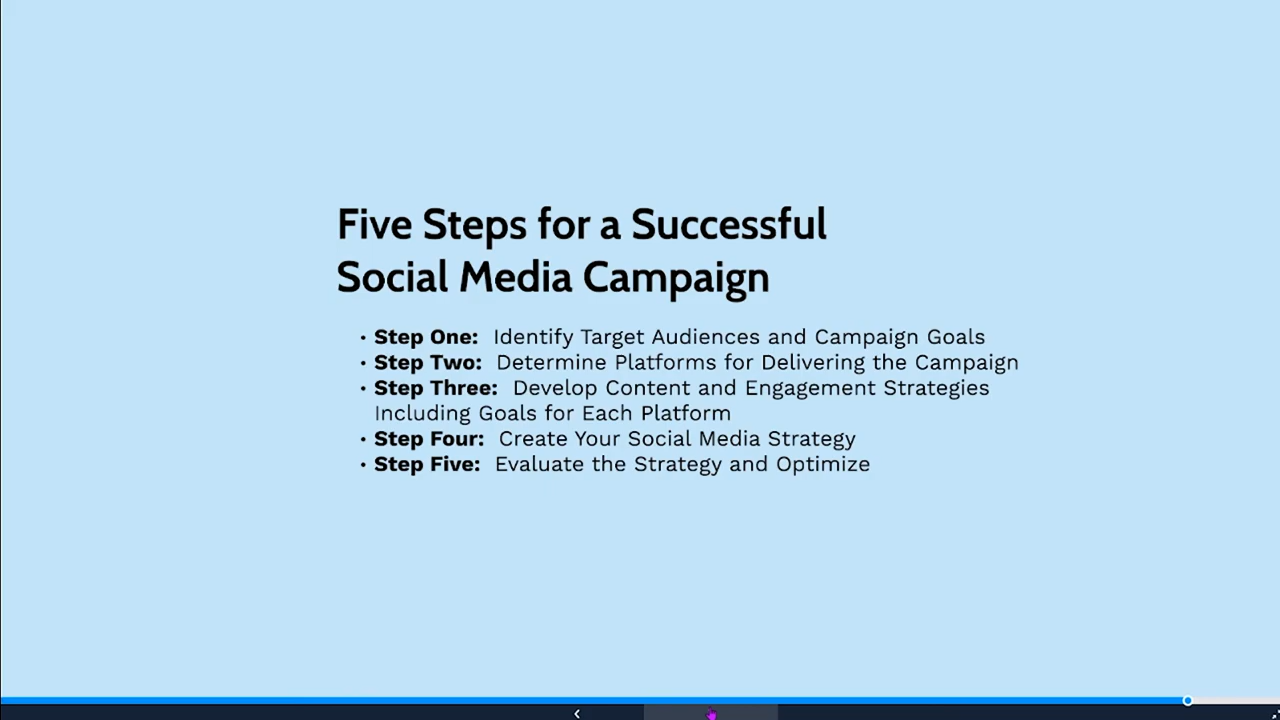 Five Steps for a Successful
Social Media Campaign
• Step One: Identify Target Audiences and Campaign Goals
• Step Two: Determine Platforms for Delivering the Campaign
• Step Three: Develop Content and Engagement Strategies
Including Goals for Each Platform
• Step Four: Create Your Social Media Strategy
• Step Five: Evaluate the Strategy and Optimize